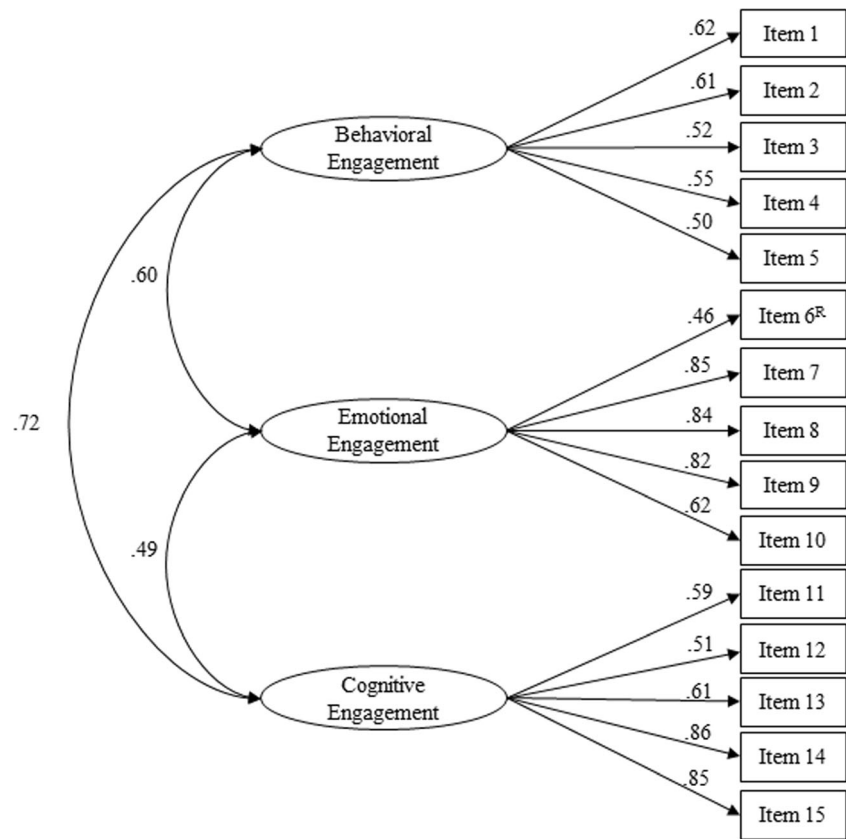 .62
Item 1
.61
Item 2
Behavioral
Engagement
.52
Item 3
.55
Item 4
.50
Item 5
.60
.46
Item 6ᴿ
.85
Item 7
.72
Emotional
Engagement
.84
Item 8
.82
Item 9
.62
Item 10
.49
.59
Item 11
.51
Item 12
Cognitive
Engagement
.61
Item 13
.86
Item 14
.85
Item 15